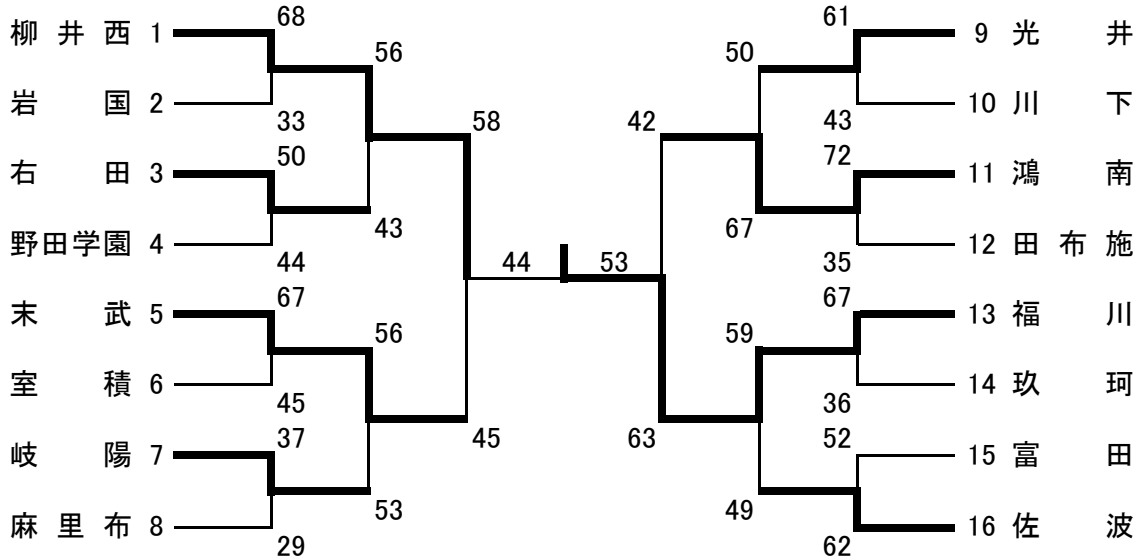 68
柳井西 1
56
岩国 2
33
58
50
右田 3
43
野田学園 4
44
44
67
末武 5
56
室積 6
45
37
45
岐陽 7
53
麻里布 8
29
61
9 光井
50
10 川下
43
42
72
11 鴻南
67
12 田布施
35
53
67
13 福川
59
14 玖珂
36
63
52
15 富田
49
16 佐波
62